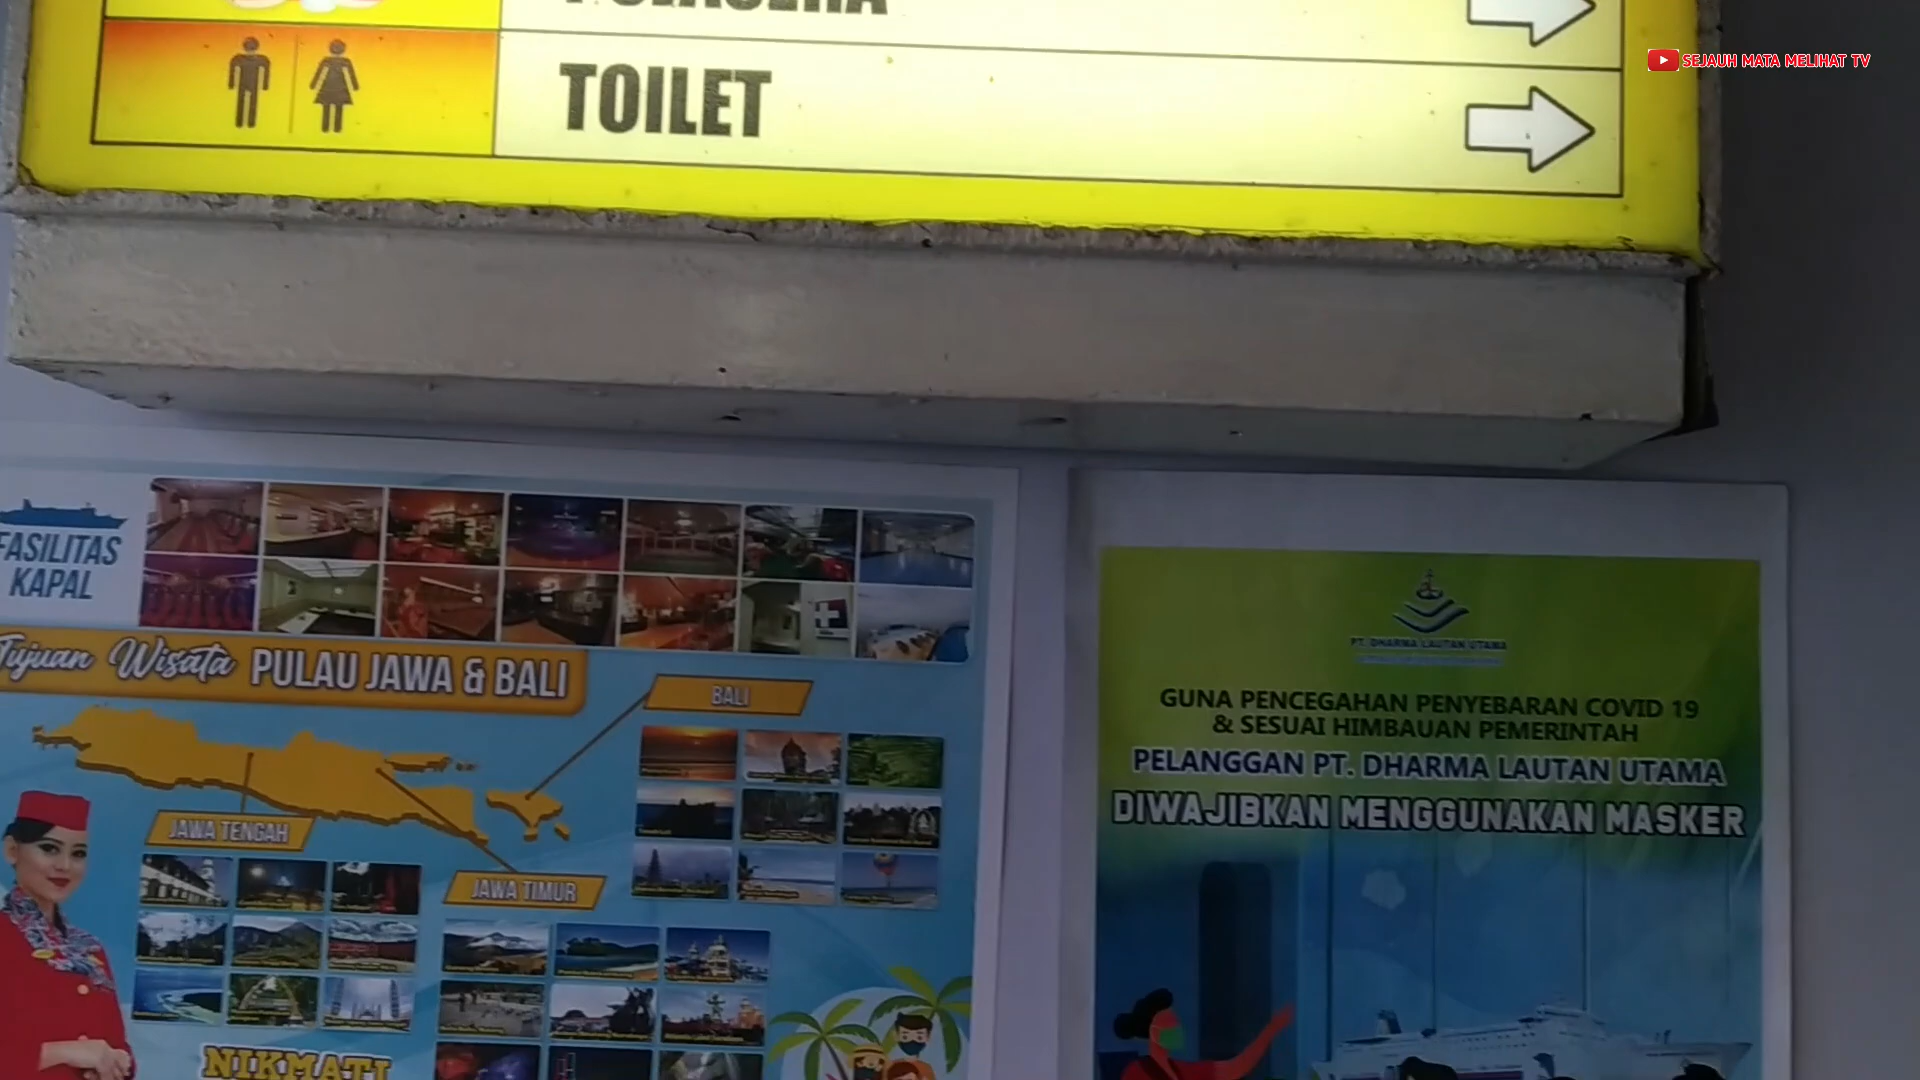 PUJASERA
TOILET
SEJAUH MATA MELIHAT TV
FASILITAS
KAPAL
Tujuan Wisata PULAU JAWA & BALI
BALI
JAWA TENGAH
JAWA TIMUR
NIKMATI
PT. DHARMA LAUTAN UTAMA
GUNA PENCEGAHAN PENYEBARAN COVID 19
& SESUAI HIMBAUAN PEMERINTAH
PELANGGAN PT. DHARMA LAUTAN UTAMA
DIWAJIBKAN MENGGUNAKAN MASKER